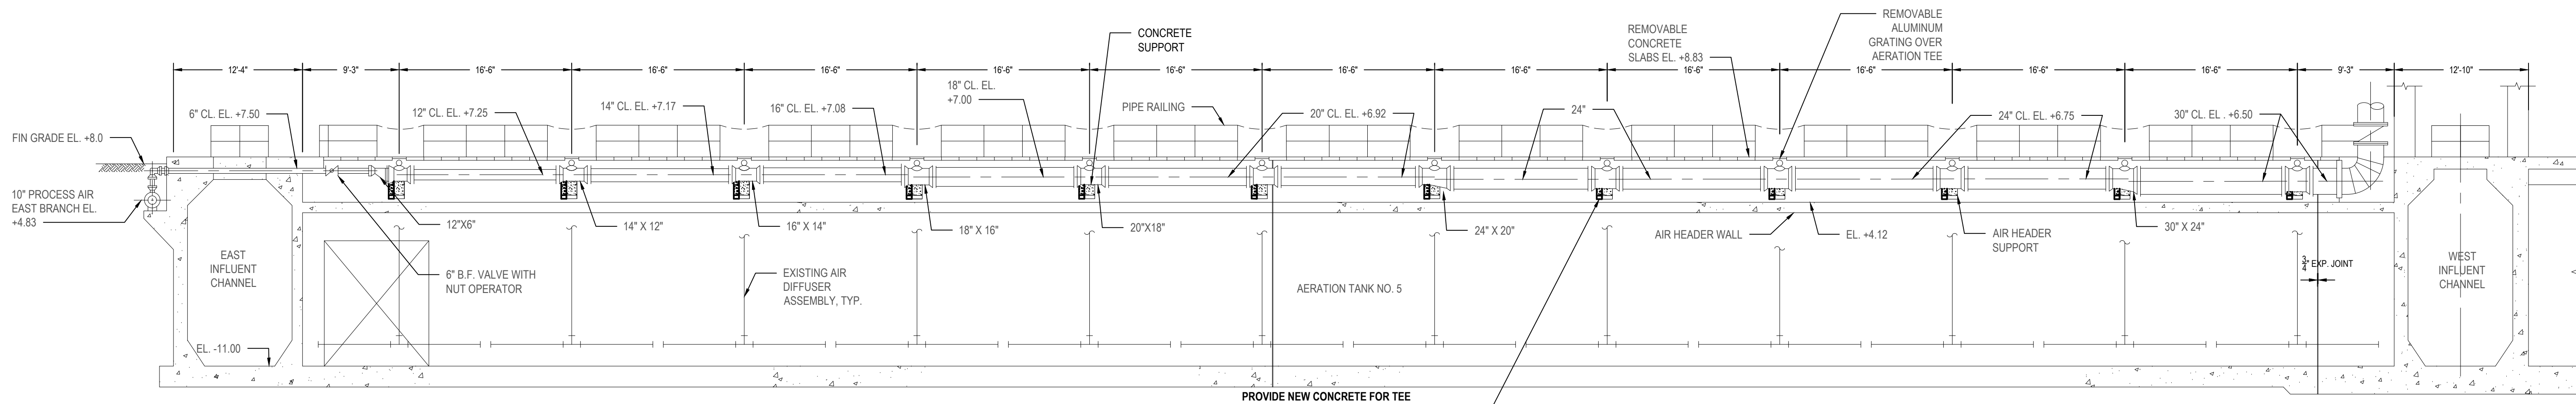 CONCRETE
SUPPORT
REMOVABLE
CONCRETE
SLABS EL. +8.83
REMOVABLE
ALUMINUM
GRATING OVER
AERATION TEE
12'-4"
9'-3"
16'-6"
16'-6"
16'-6"
16'-6"
16'-6"
16'-6"
16'-6"
16'-6"
16'-6"
16'-6"
16'-6"
9'-3"
12'-10"
FIN GRADE EL. +8.0
6" CL. EL. +7.50
12" CL. EL. +7.25
14" CL. EL. +7.17
16" CL. EL. +7.08
18" CL. EL.
+7.00
PIPE RAILING
20" CL. EL. +6.92
24"
24" CL. EL. +6.75
30" CL. EL . +6.50
10" PROCESS AIR
EAST BRANCH EL.
+4.83
12"X6"
14" X 12"
16" X 14"
18" X 16"
20"X18"
24" X 20"
AIR HEADER WALL
EL. +4.12
AIR HEADER
SUPPORT
30" X 24"
EAST
INFLUENT
CHANNEL
6" B.F. VALVE WITH
NUT OPERATOR
EXISTING AIR
DIFFUSER
ASSEMBLY, TYP.
AERATION TANK NO. 5
3/4" EXP. JOINT
WEST
INFLUENT
CHANNEL
EL. -11.00
PROVIDE NEW CONCRETE FOR TEE